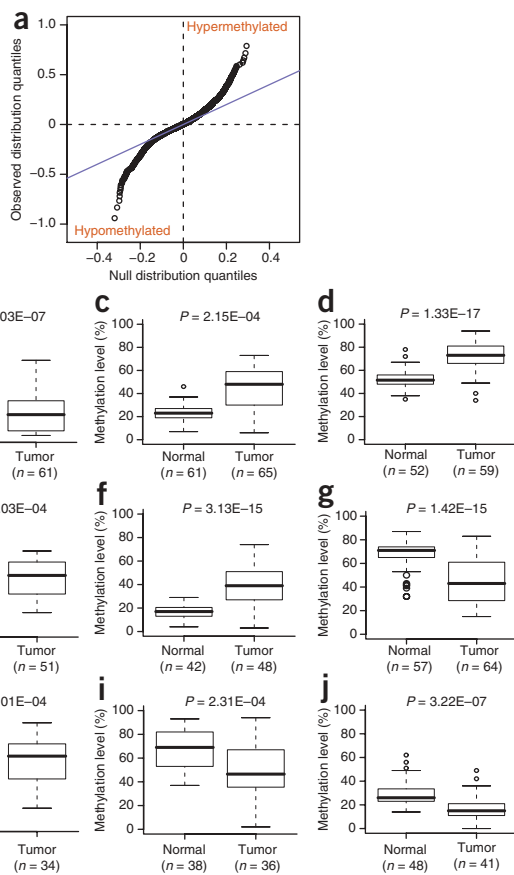 a
Hypermethylated
Observed distribution quantiles
1.0
0.5
0
−0.5
−1.0
Hypomethylated
−0.4 −0.2 0 0.2 0.4
Null distribution quantiles
03E–07
Tumor
(n = 61)
c
P = 2.15E–04
Methylation level (%)
100
80
60
40
20
0
Normal Tumor
(n = 61) (n = 65)
d
P = 1.33E–17
Methylation level (%)
100
80
60
40
20
0
Normal Tumor
(n = 52) (n = 59)
03E–04
Tumor
(n = 51)
f
P = 3.13E–15
Methylation level (%)
100
80
60
40
20
0
Normal Tumor
(n = 42) (n = 48)
g
P = 1.42E–15
Methylation level (%)
100
80
60
40
20
0
Normal Tumor
(n = 57) (n = 64)
01E–04
Tumor
(n = 34)
i
P = 2.31E–04
Methylation level (%)
100
80
60
40
20
0
Normal Tumor
(n = 38) (n = 36)
j
P = 3.22E–07
Methylation level (%)
100
80
60
40
20
0
Normal Tumor
(n = 48) (n = 41)